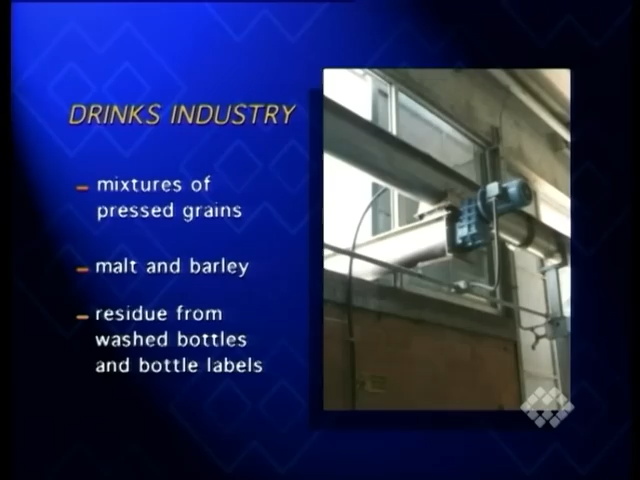 DRINKS INDUSTRY
– mixtures of
pressed grains
– malt and barley
– residue from
washed bottles
and bottle labels